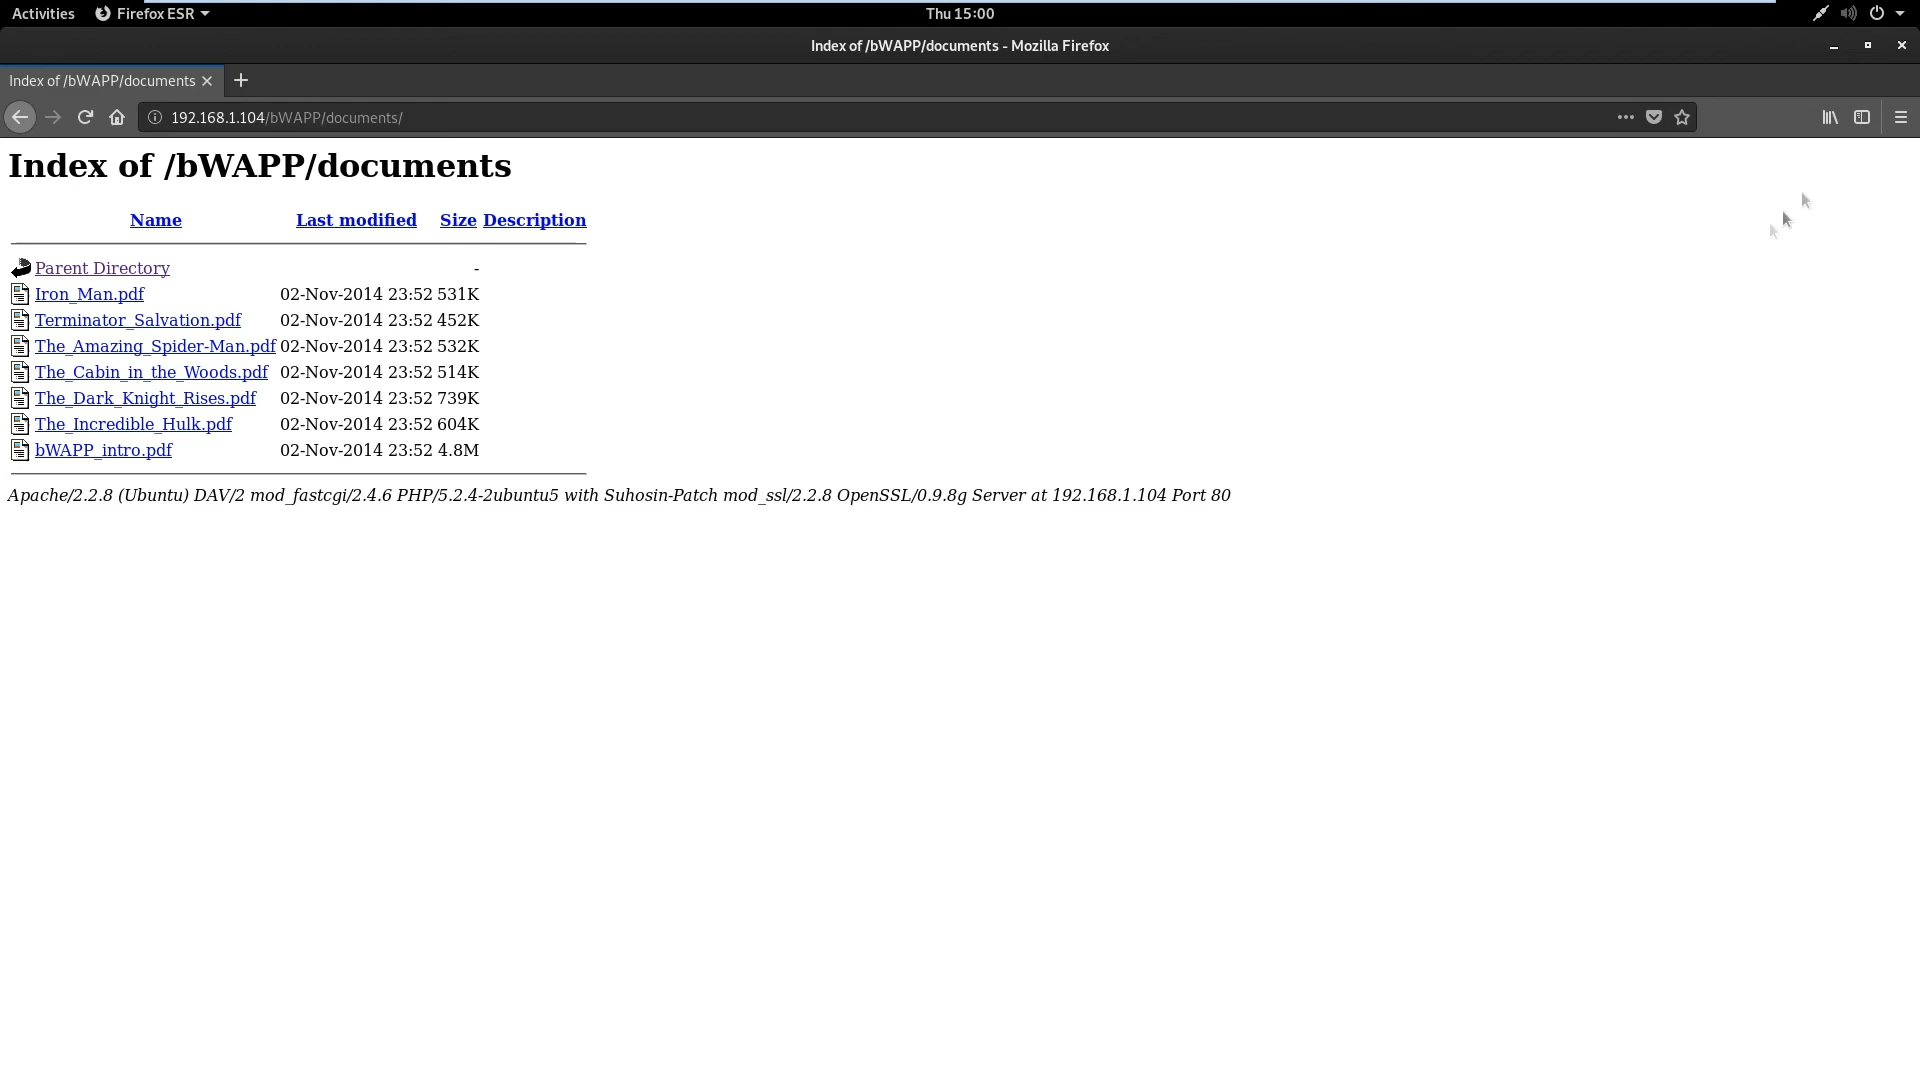 Activities Firefox ESR Thu 15:00
Index of /bWAPP/documents - Mozilla Firefox
Index of /bWAPP/documents
192.168.1.104/bWAPP/documents/
Index of /bWAPP/documents
Name Last modified Size Description
Parent Directory -
Iron_Man.pdf 02-Nov-2014 23:52 531K
Terminator_Salvation.pdf 02-Nov-2014 23:52 452K
The_Amazing_Spider-Man.pdf 02-Nov-2014 23:52 532K
The_Cabin_in_the_Woods.pdf 02-Nov-2014 23:52 514K
The_Dark_Knight_Rises.pdf 02-Nov-2014 23:52 739K
The_Incredible_Hulk.pdf 02-Nov-2014 23:52 604K
bWAPP_intro.pdf 02-Nov-2014 23:52 4.8M
Apache/2.2.8 (Ubuntu) DAV/2 mod_fastcgi/2.4.6 PHP/5.2.4-2ubuntu5 with Suhosin-Patch mod_ssl/2.2.8 OpenSSL/0.9.8g Server at 192.168.1.104 Port 80